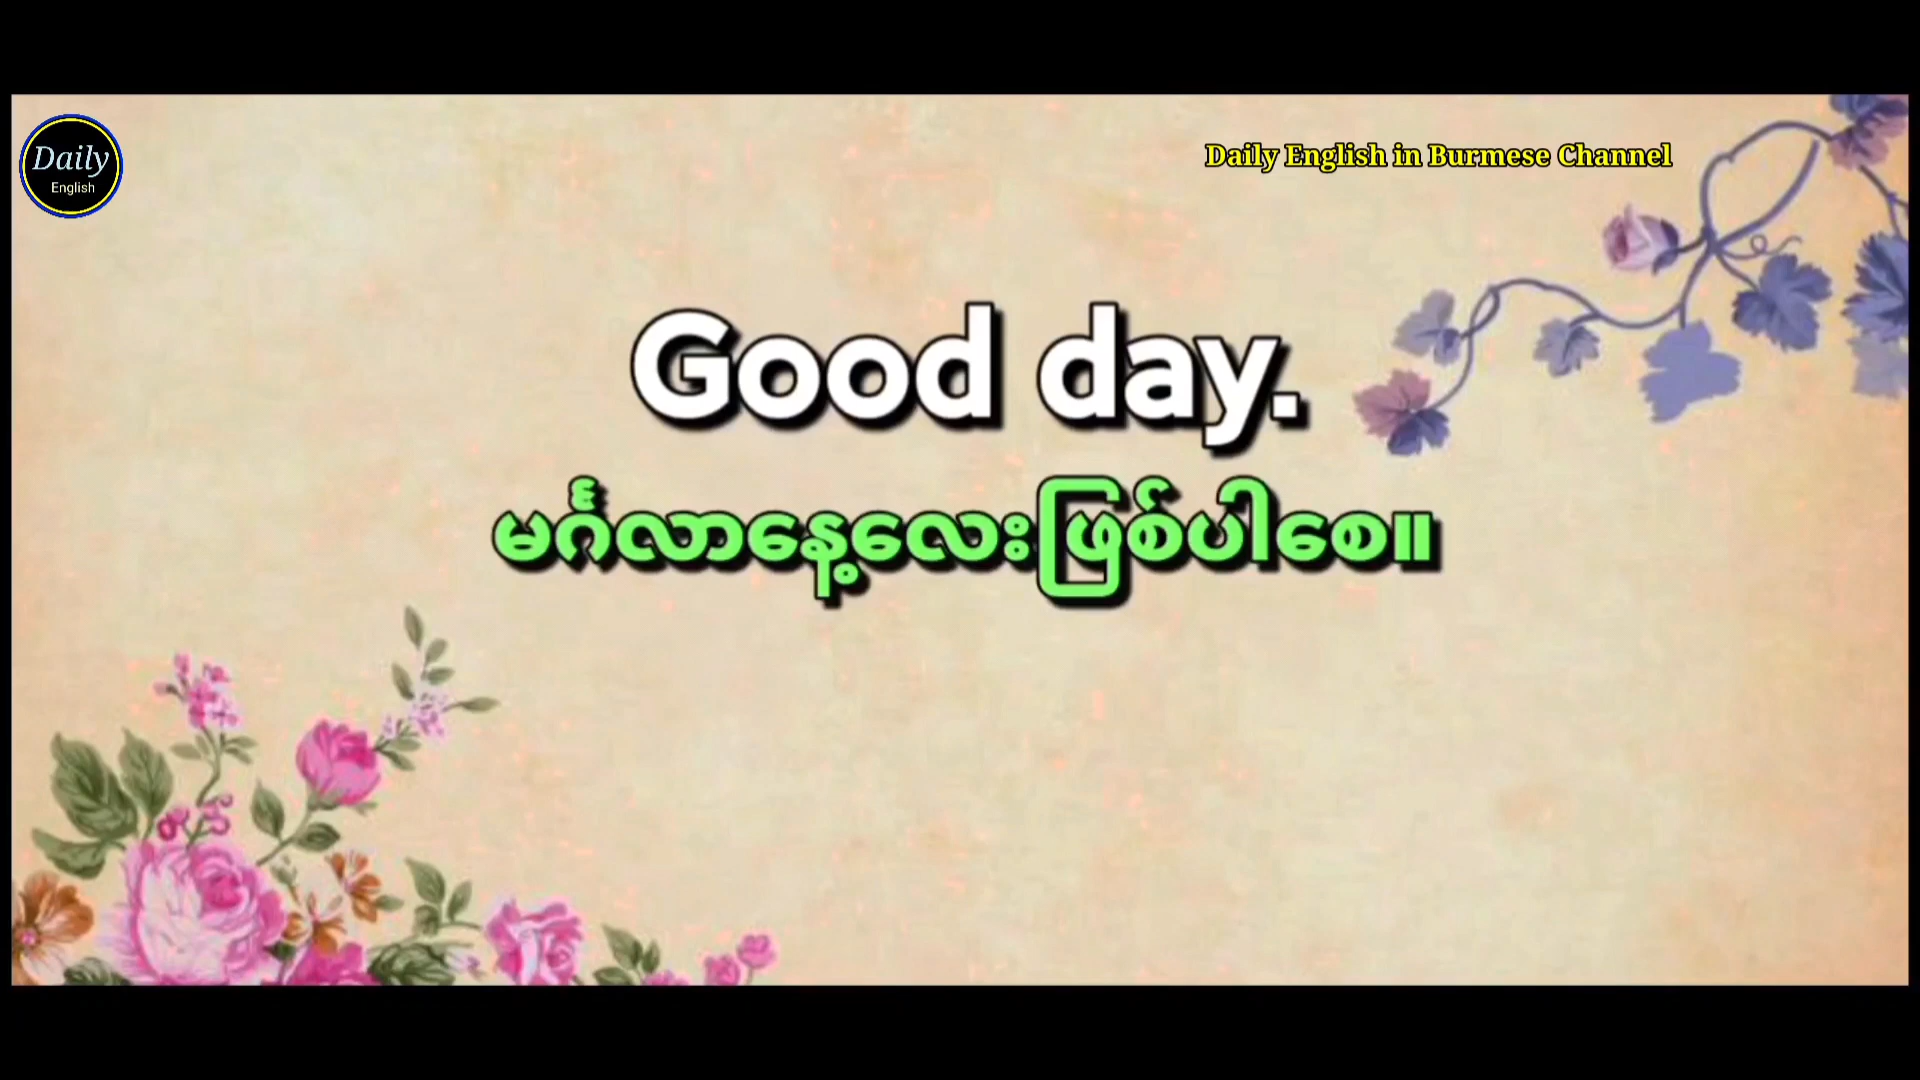 Daily
English
Daily English in Burmese Channel
Good day.
မင်္ဂလာနေ့လေးဖြစ်ပါစေ။